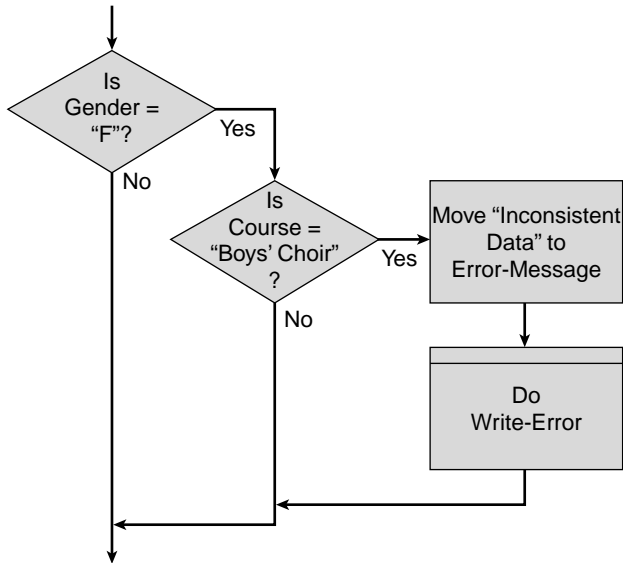 Is
Gender =
“F”?
Yes
No
Is
Course =
“Boys’ Choir”
?
Yes
No
Move “Inconsistent
Data” to
Error-Message
Do
Write-Error